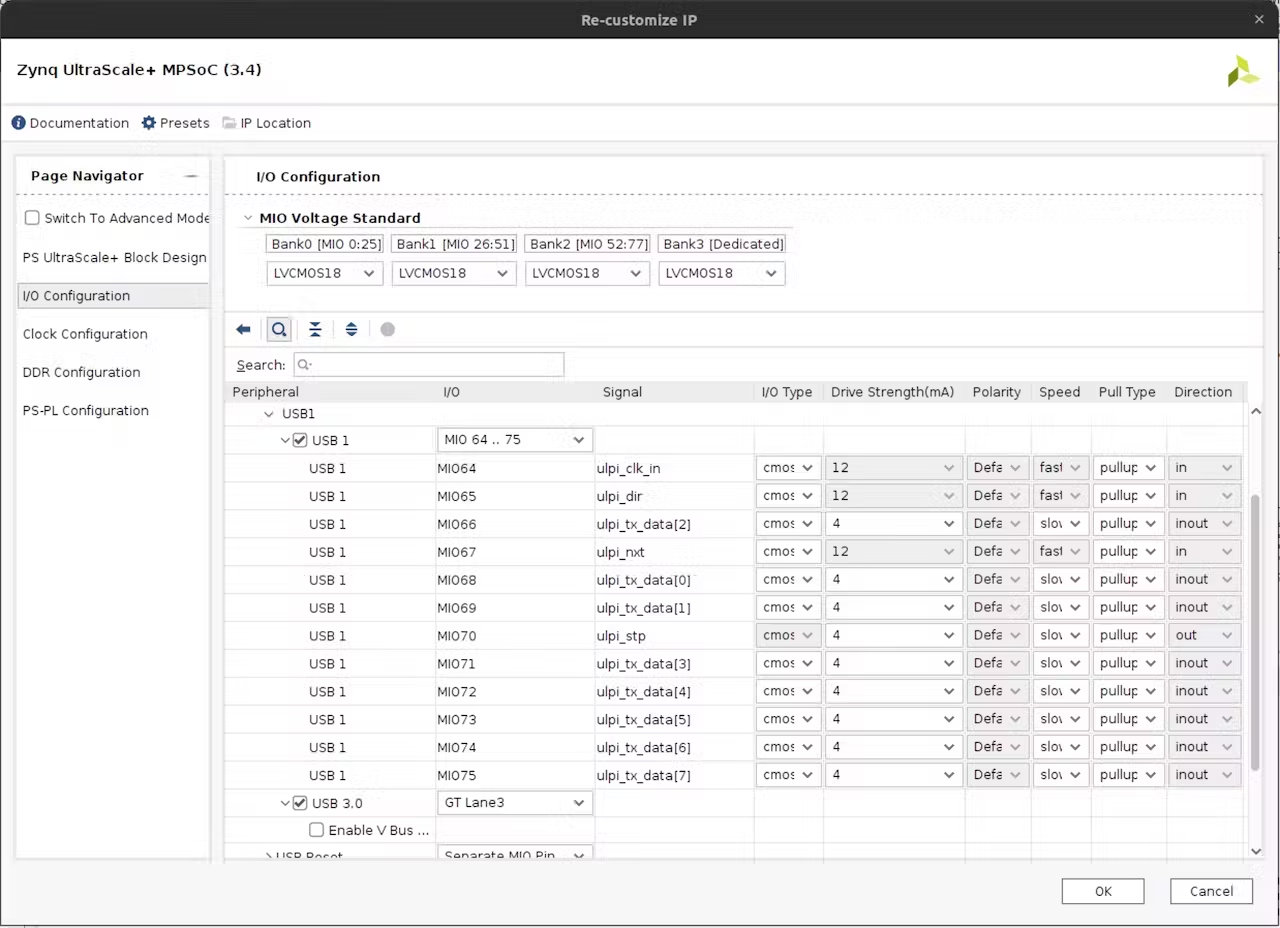 Re-customize IP
Zynq UltraScale+ MPSoC (3.4)
Documentation Presets IP Location
Page Navigator
Switch To Advanced Mode
PS UltraScale+ Block Design
I/O Configuration
Clock Configuration
DDR Configuration
PS-PL Configuration
I/O Configuration
MIO Voltage Standard
Bank0 [MIO 0:25] Bank1 [MIO 26:51] Bank2 [MIO 52:77] Bank3 [Dedicated]
LVCMOS18 LVCMOS18 LVCMOS18 LVCMOS18
Search:
Peripheral I/O Signal I/O Type Drive Strength(mA) Polarity Speed Pull Type Direction
USB1
USB 1 MIO 64 .. 75
USB 1 MIO64 ulpi_clk_in cmos 12 Defa fast pullup in
USB 1 MIO65 ulpi_dir cmos 12 Defa fast pullup in
USB 1 MIO66 ulpi_tx_data[2] cmos 4 Defa slov pullup inout
USB 1 MIO67 ulpi_nxt cmos 12 Defa fast pullup in
USB 1 MIO68 ulpi_tx_data[0] cmos 4 Defa slov pullup inout
USB 1 MIO69 ulpi_tx_data[1] cmos 4 Defa slov pullup inout
USB 1 MIO70 ulpi_stp cmos 4 Defa slov pullup out
USB 1 MIO71 ulpi_tx_data[3] cmos 4 Defa slov pullup inout
USB 1 MIO72 ulpi_tx_data[4] cmos 4 Defa slov pullup inout
USB 1 MIO73 ulpi_tx_data[5] cmos 4 Defa slov pullup inout
USB 1 MIO74 ulpi_tx_data[6] cmos 4 Defa slov pullup inout
USB 1 MIO75 ulpi_tx_data[7] cmos 4 Defa slov pullup inout
USB 3.0 GT Lane3
Enable V Bus ...
USB Reset Separate MIO Pin
OK Cancel